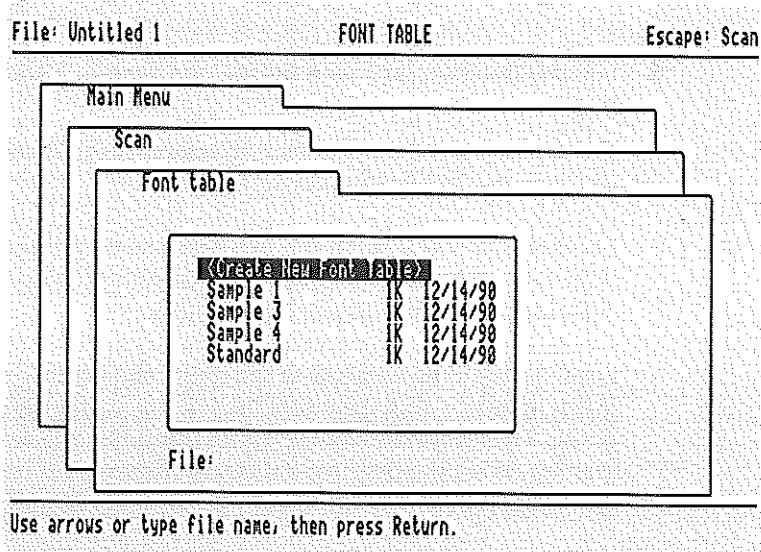 File: Untitled 1 FONT TABLE Escape: Scan
Main Menu
Scan
Font table
<Create New Font Table>
Sample 1 1K 12/14/90
Sample 3 1K 12/14/90
Sample 4 1K 12/14/90
Standard 1K 12/14/90
File:
Use arrows or type file name, then press Return.